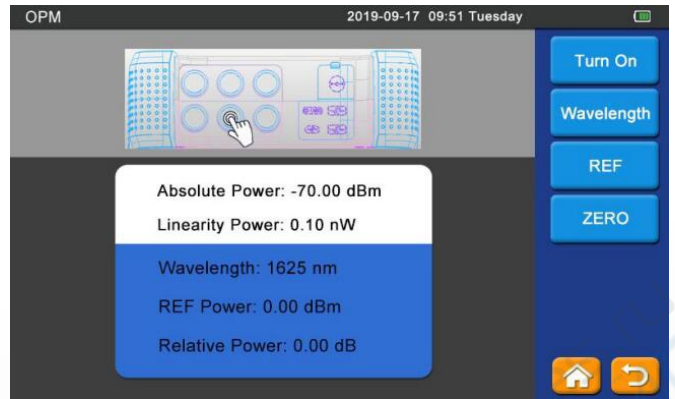 OPM
2019-09-17 09:51 Tuesday
Turn On
Wavelength
REF
ZERO
Absolute Power: -70.00 dBm
Linearity Power: 0.10 nW
Wavelength: 1625 nm
REF Power: 0.00 dBm
Relative Power: 0.00 dB